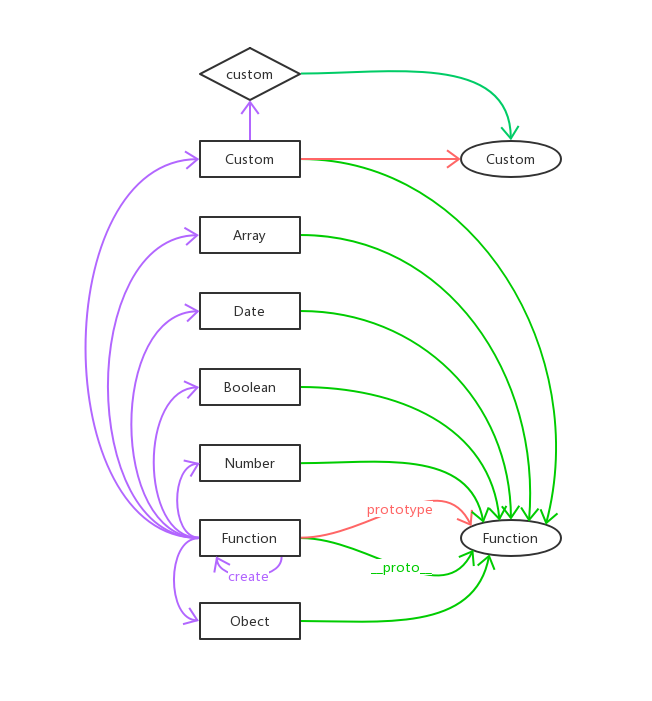 custom
Custom
Custom
Array
Date
Boolean
Number
prototype
Function
Function
__proto__
create
Obect